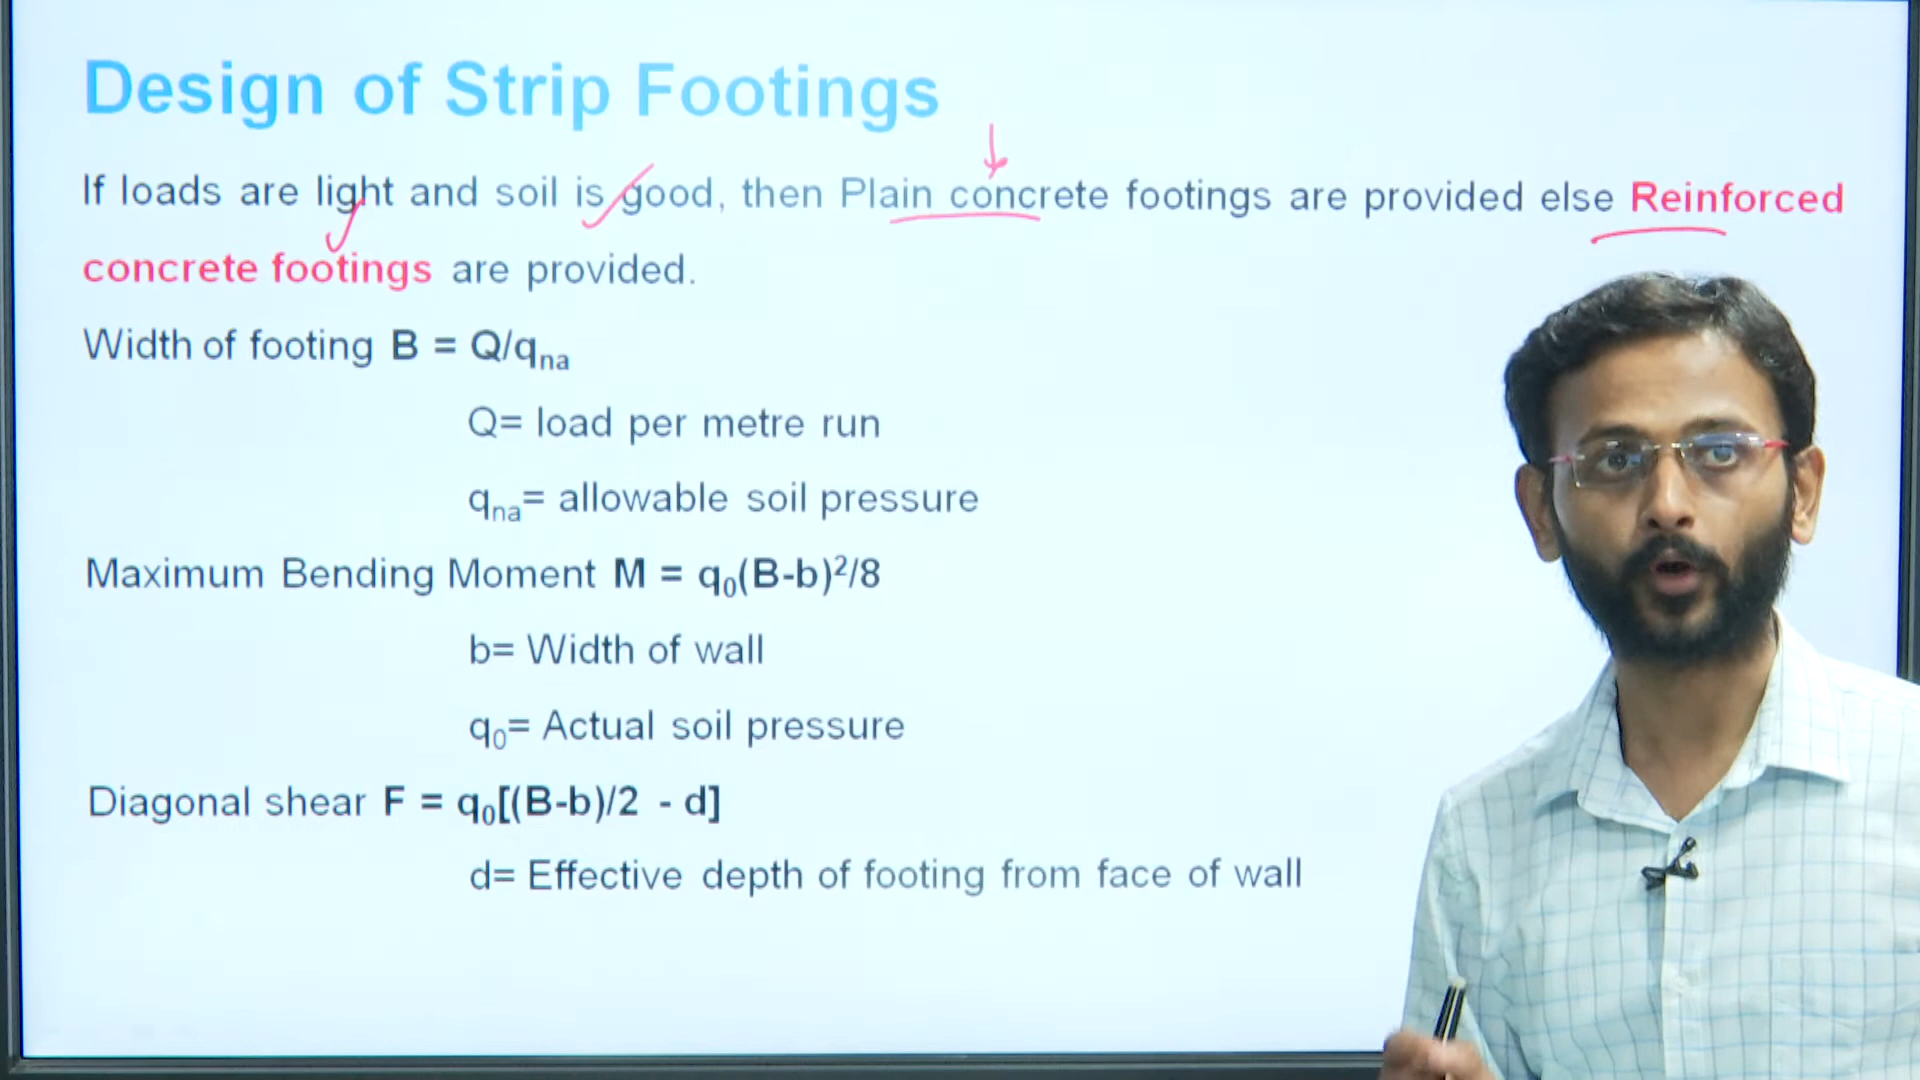 Design of Strip Footings
If loads are light and soil is good, then Plain concrete footings are provided else Reinforced
concrete footings are provided.
Width of footing B = Q/qna
Q= load per metre run
qna= allowable soil pressure
Maximum Bending Moment M = q0(B-b)²/8
b= Width of wall
q0= Actual soil pressure
Diagonal shear F = q0[(B-b)/2 - d]
d= Effective depth of footing from face of wall